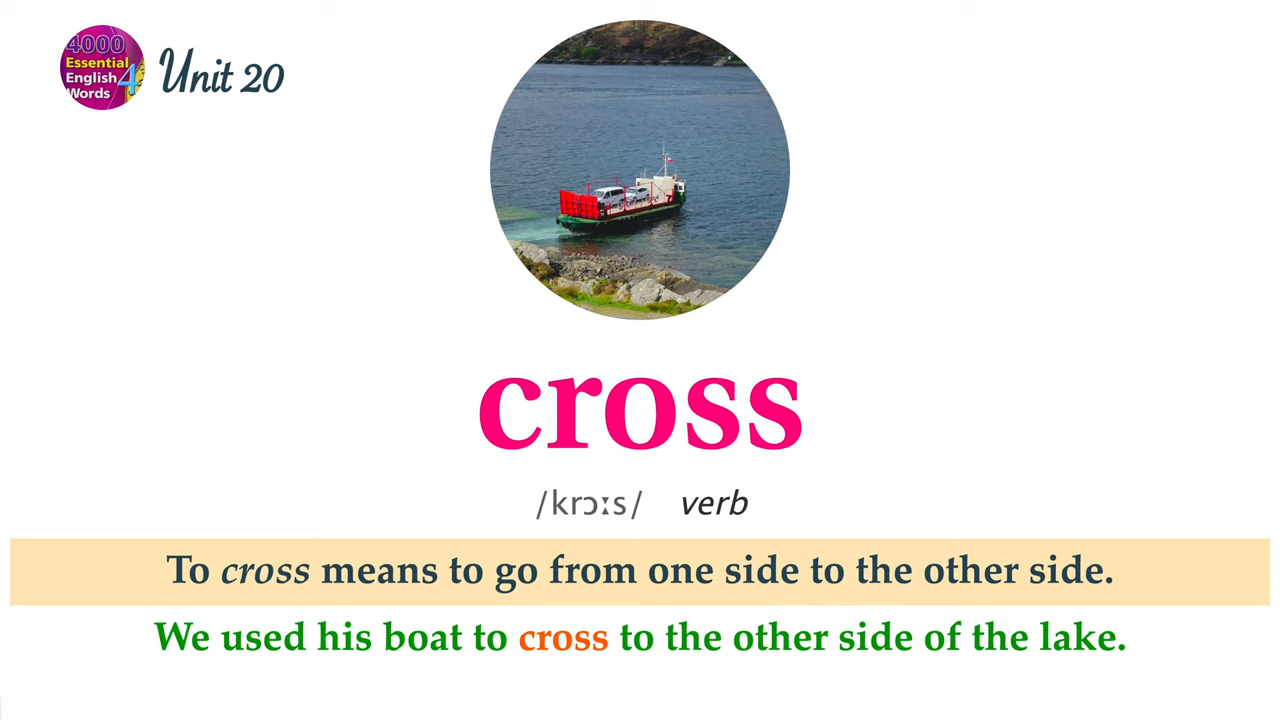 4000
Essential
English
Words
4
Unit 20
cross
/krɔːs/ verb
To cross means to go from one side to the other side.
We used his boat to cross to the other side of the lake.